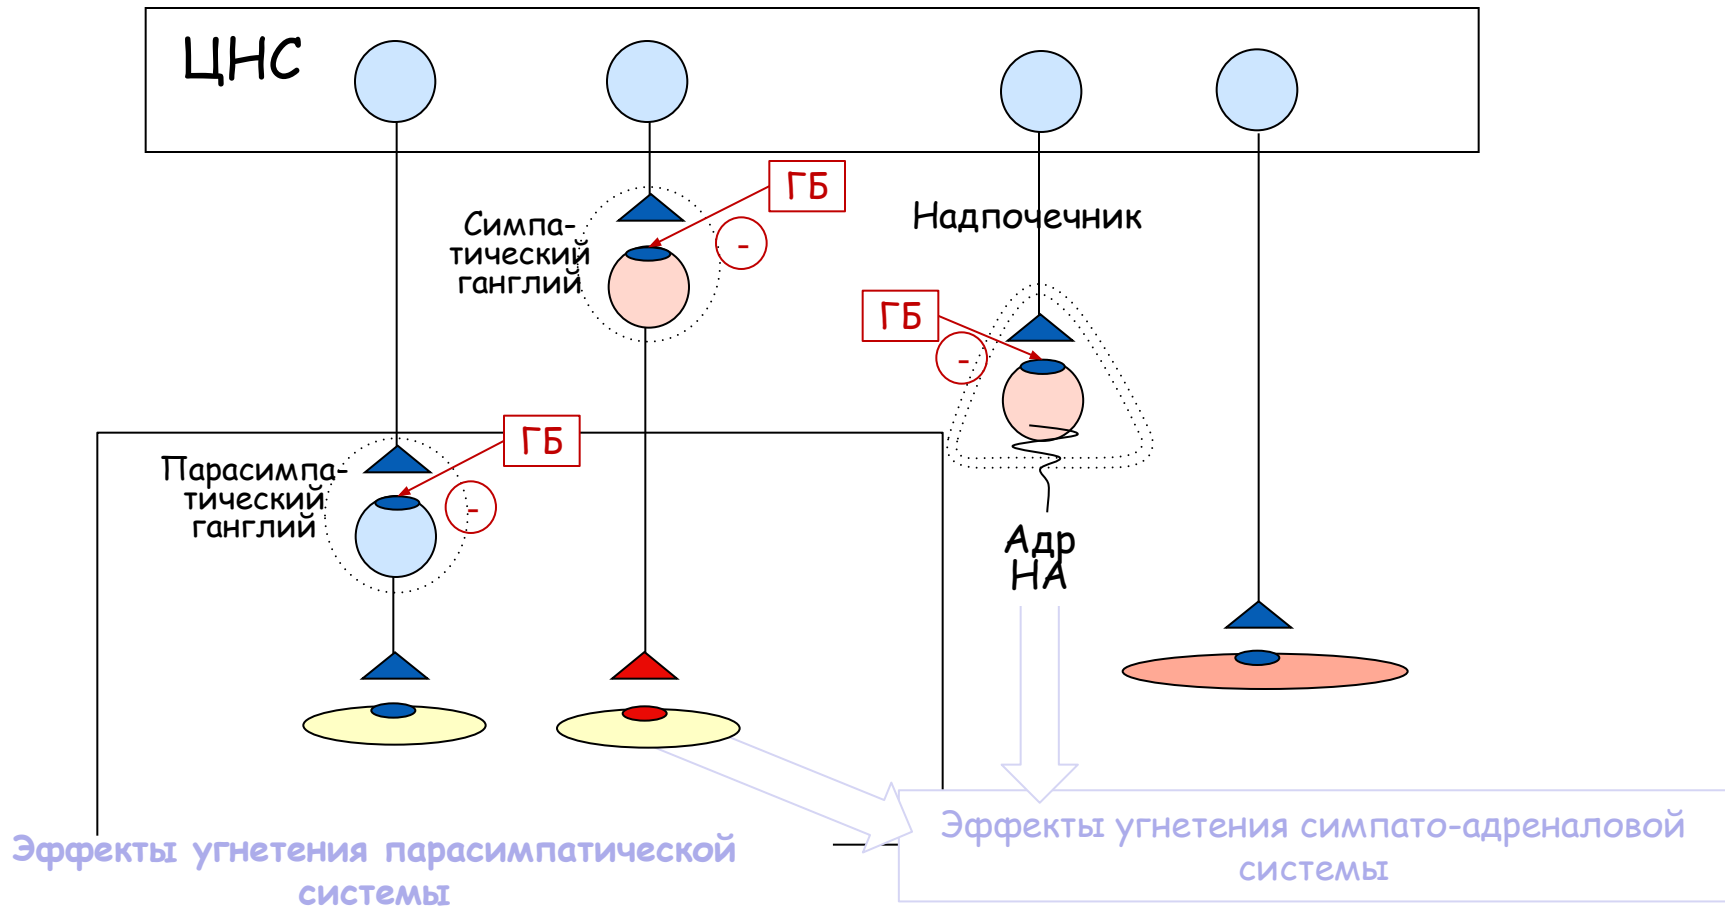 ЦНС
ГБ
-
Симпа-
тический
ганглий
Надпочечник
ГБ
-
ГБ
-
Парасимпа-
тический
ганглий
Адр
НА
Эффекты угнетения симпато-адреналовой
системы
Эффекты угнетения парасимпатической
системы